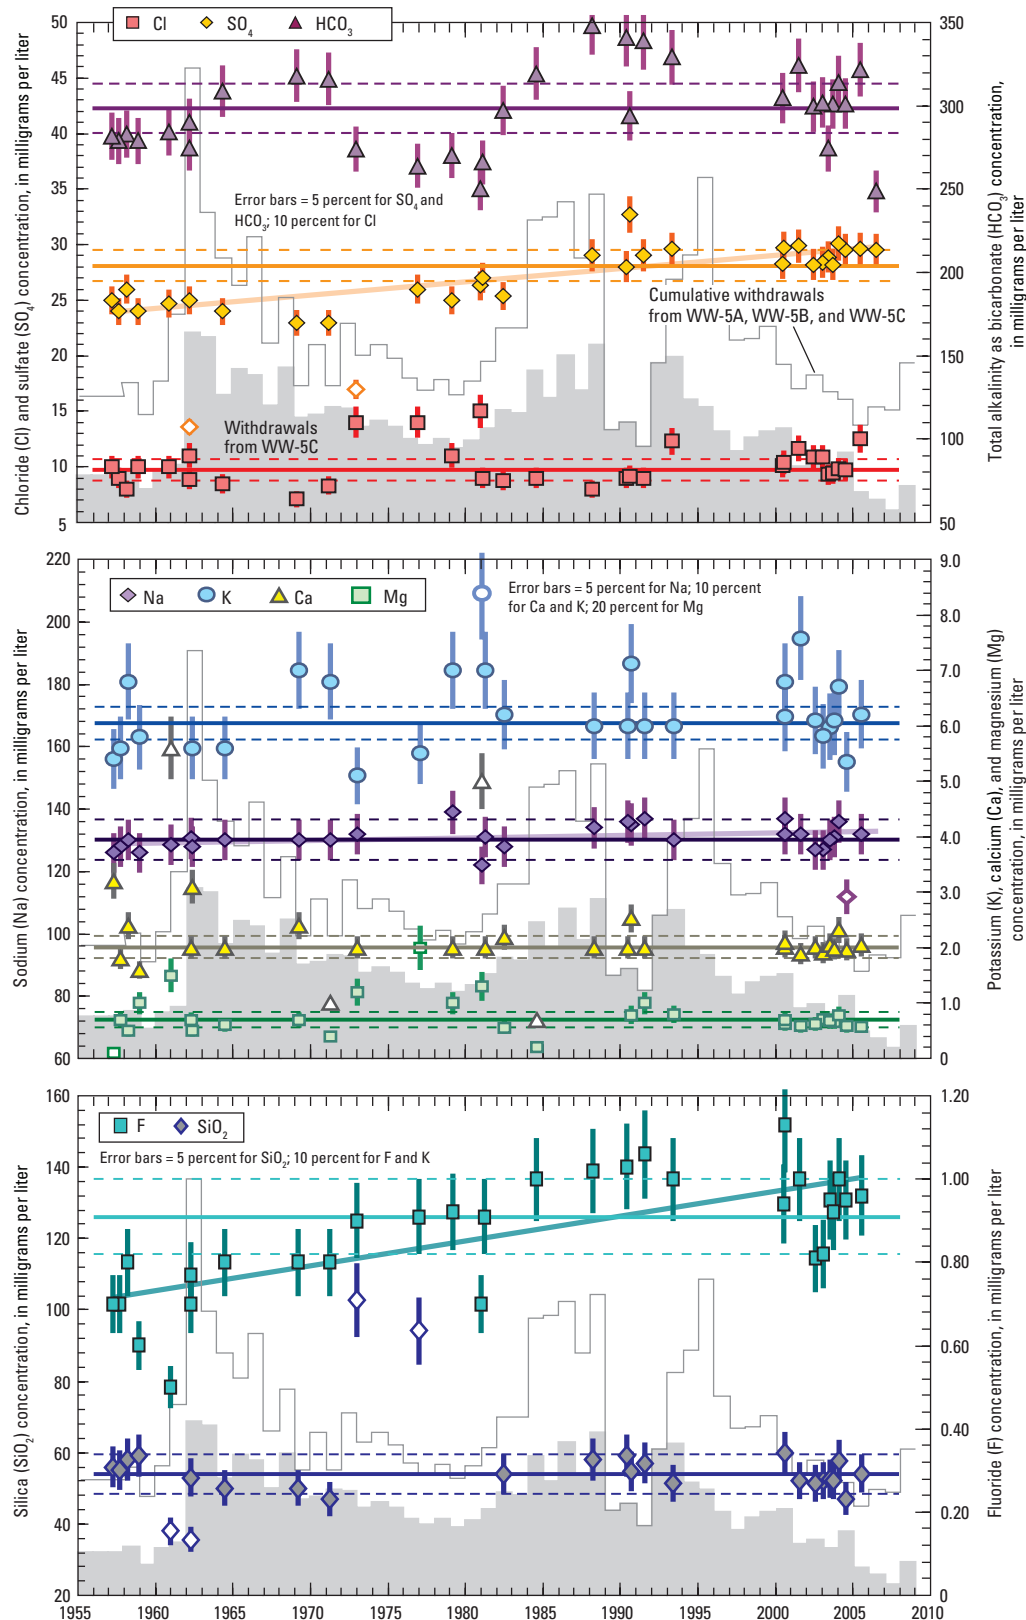 Cl SO4 HCO3
50
45
40
35
30
25
20
15
10
5
350
300
250
200
150
100
50
Chloride (Cl) and sulfate (SO4) concentration, in milligrams per liter
Total alkalinity as bicarbonate (HCO3) concentration,
in milligrams per liter
Error bars = 5 percent for SO4 and
HCO3; 10 percent for Cl
Cumulative withdrawals
from WW-5A, WW-5B, and WW-5C
Withdrawals
from WW-5C
Na K Ca Mg
Error bars = 5 percent for Na; 10 percent
for Ca and K; 20 percent for Mg
220
200
180
160
140
120
100
80
60
9.0
8.0
7.0
6.0
5.0
4.0
3.0
2.0
1.0
0
Sodium (Na) concentration, in milligrams per liter
Potassium (K), calcium (Ca), and magnesium (Mg)
concentration, in milligrams per liter
F SiO2
Error bars = 5 percent for SiO2; 10 percent for F and K
160
140
120
100
80
60
40
20
1.20
1.00
0.80
0.60
0.40
0.20
0
Silica (SiO2) concentration, in milligrams per liter
Fluoride (F) concentration, in milligrams per liter
1955 1960 1965 1970 1975 1980 1985 1990 1995 2000 2005 2010